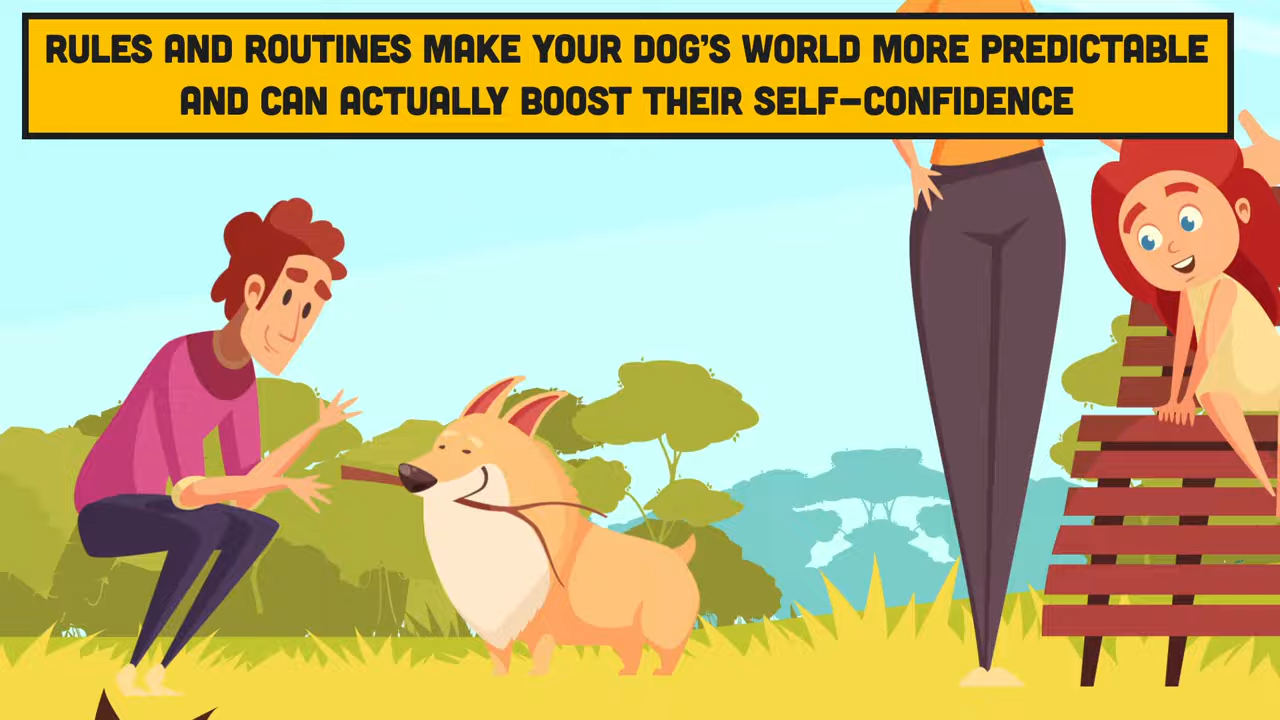 RULES AND ROUTINES MAKE YOUR DOG'S WORLD MORE PREDICTABLE
AND CAN ACTUALLY BOOST THEIR SELF-CONFIDENCE